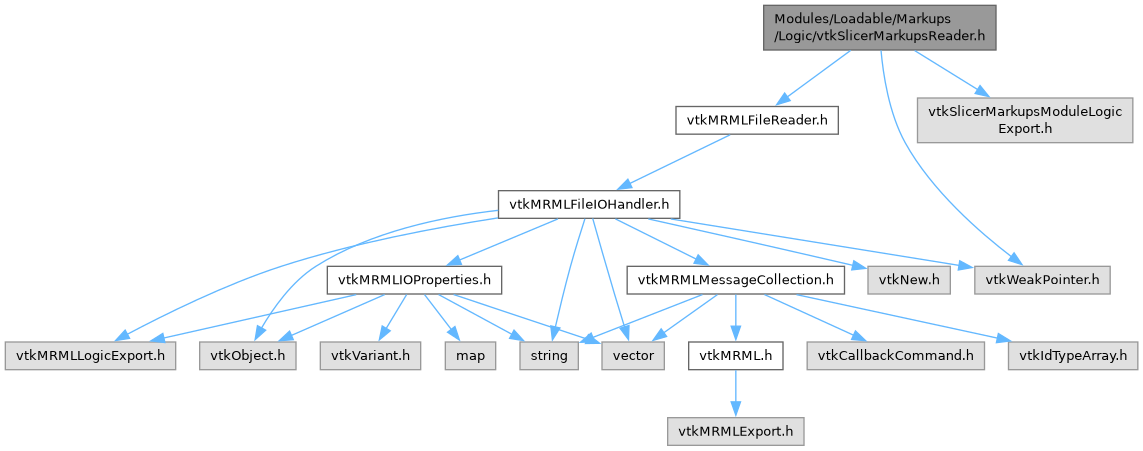 Modules/Loadable/Markups
/Logic/vtkSlicerMarkupsReader.h
vtkMRMLFileReader.h
vtkSlicerMarkupsModuleLogic
Export.h
vtkMRMLFileIOHandler.h
vtkMRMLIOProperties.h
vtkMRMLMessageCollection.h
vtkNew.h
vtkWeakPointer.h
vtkMRMLLogicExport.h
vtkObject.h
vtkVariant.h
map
string
vector
vtkMRML.h
vtkCallbackCommand.h
vtkIdTypeArray.h
vtkMRMLExport.h